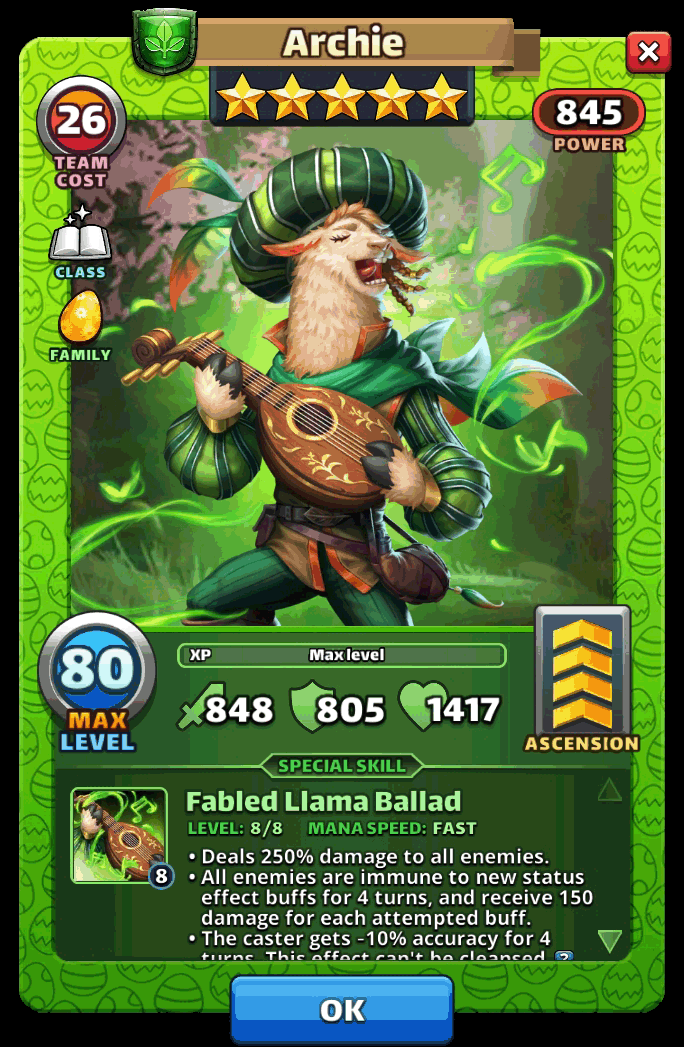 Archie
26
TEAM
COST
845
POWER
CLASS
FAMILY
80
MAX
LEVEL
XP Max level
848 805 1417
ASCENSION
SPECIAL SKILL
Fabled Llama Ballad
LEVEL: 8/8 MANA SPEED: FAST
8
• Deals 250% damage to all enemies.
• All enemies are immune to new status
effect buffs for 4 turns, and receive 150
damage for each attempted buff.
• The caster gets -10% accuracy for 4
turns. This effect can't be cleansed. ?
OK